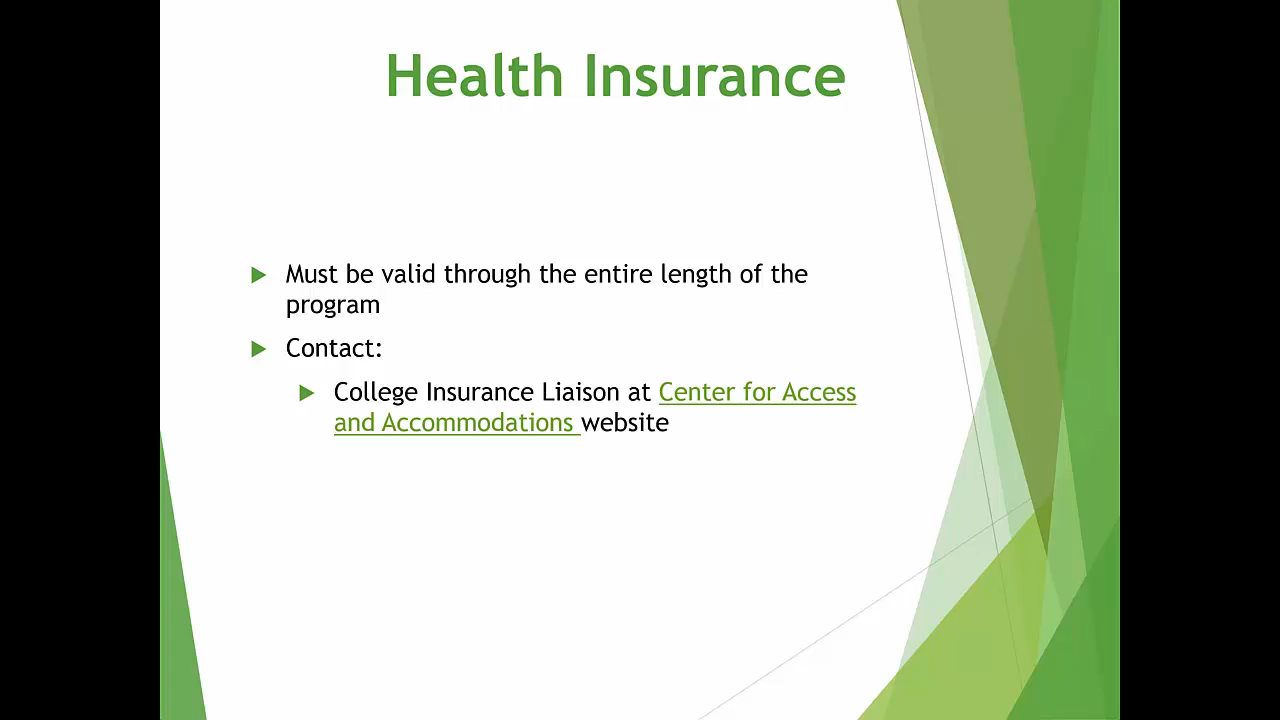 Health Insurance
Must be valid through the entire length of the
program
Contact:
College Insurance Liaison at Center for Access
and Accommodations website